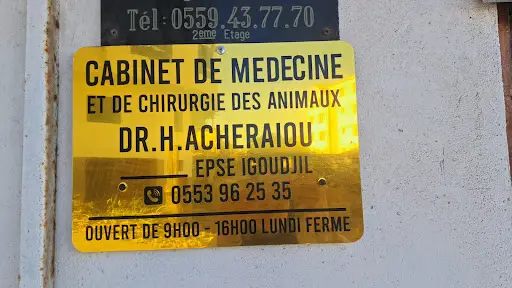 Tél: 0559.43.77.70
2eme Etage
CABINET DE MEDECINE
ET DE CHIRURGIE DES ANIMAUX
DR.H.ACHERAIOU
EPSE IGOUDJIL
0553 96 25 35
OUVERT DE 9H00 - 16H00 LUNDI FERME